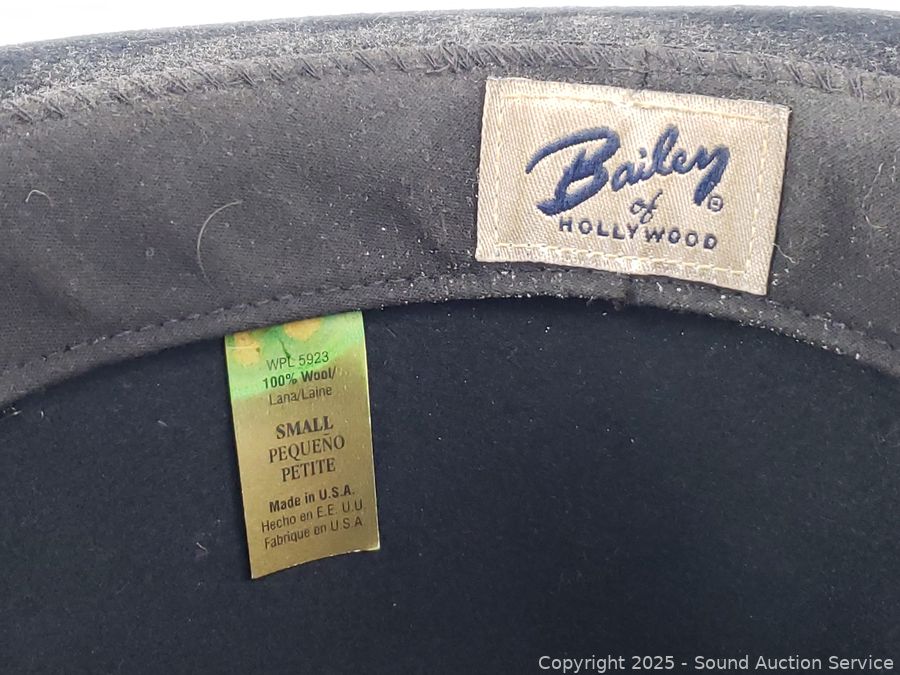 Bailey®
of
HOLLYWOOD
WPL 5923
100% Wool/
Lana/Laine
SMALL
PEQUEÑO
PETITE
Made in U.S.A.
Hecho en E.E. U.U.
Fabrique en U.S.A.
Copyright © 2025 - Sound Auction Service